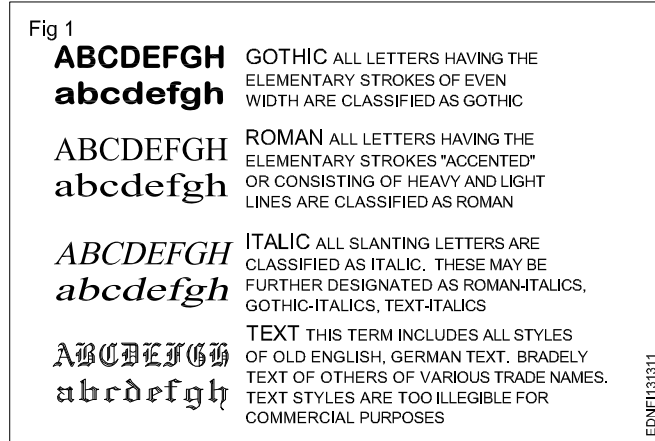 Fig 1
ABCDEFGH
abcdefgh
GOTHIC ALL LETTERS HAVING THE
ELEMENTARY STROKES OF EVEN
WIDTH ARE CLASSIFIED AS GOTHIC
ABCDEFGH
abcdefgh
ROMAN ALL LETTERS HAVING THE
ELEMENTARY STROKES "ACCENTED"
OR CONSISTING OF HEAVY AND LIGHT
LINES ARE CLASSIFIED AS ROMAN
ABCDEFGH
abcdefgh
ITALIC ALL SLANTING LETTERS ARE
CLASSIFIED AS ITALIC. THESE MAY BE
FURTHER DESIGNATED AS ROMAN-ITALICS,
GOTHIC-ITALICS, TEXT-ITALICS
ABCDEFGH
abcdefgh
TEXT THIS TERM INCLUDES ALL STYLES
OF OLD ENGLISH, GERMAN TEXT. BRADELY
TEXT OF OTHERS OF VARIOUS TRADE NAMES.
TEXT STYLES ARE TOO ILLEGIBLE FOR
COMMERCIAL PURPOSES